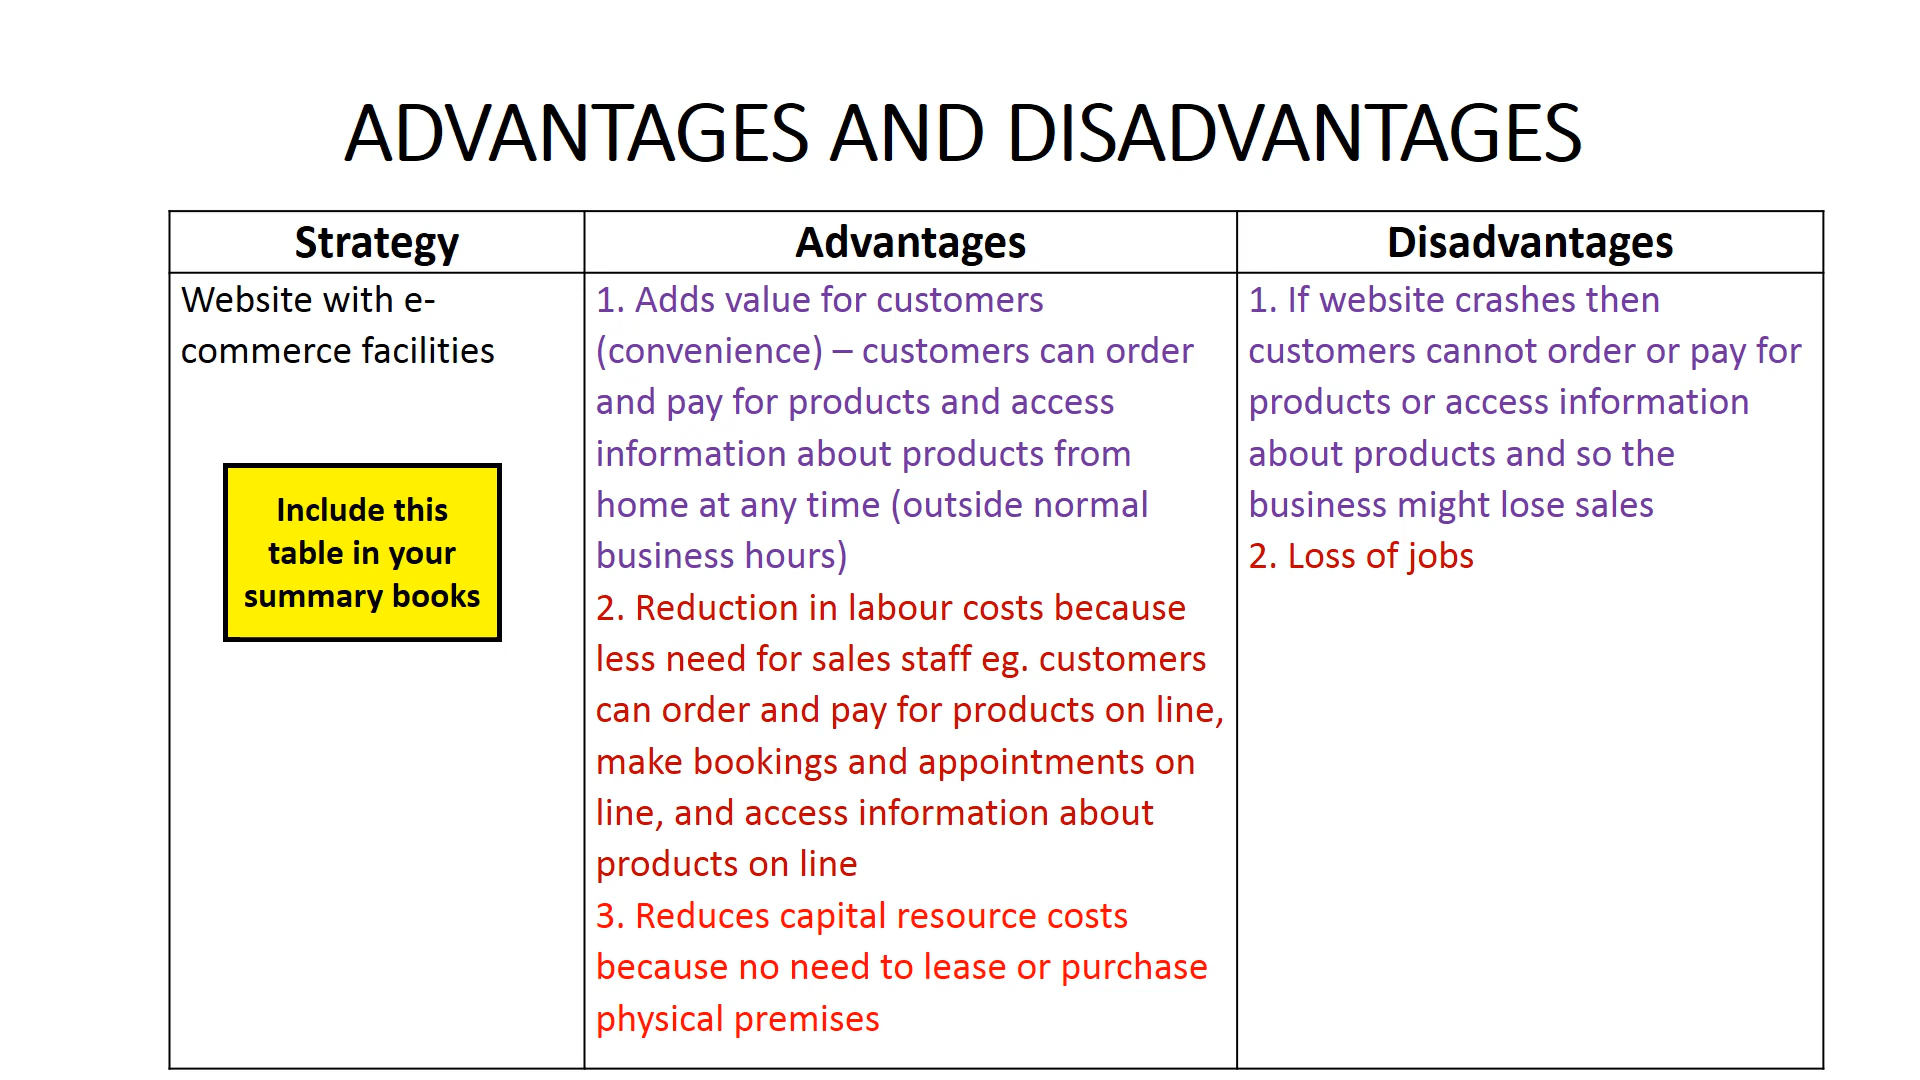 ADVANTAGES AND DISADVANTAGES
Strategy
Advantages
Disadvantages
Website with e-
commerce facilities
Include this
table in your
summary books
1. Adds value for customers
(convenience) – customers can order
and pay for products and access
information about products from
home at any time (outside normal
business hours)
2. Reduction in labour costs because
less need for sales staff eg. customers
can order and pay for products on line,
make bookings and appointments on
line, and access information about
products on line
3. Reduces capital resource costs
because no need to lease or purchase
physical premises
1. If website crashes then
customers cannot order or pay for
products or access information
about products and so the
business might lose sales
2. Loss of jobs